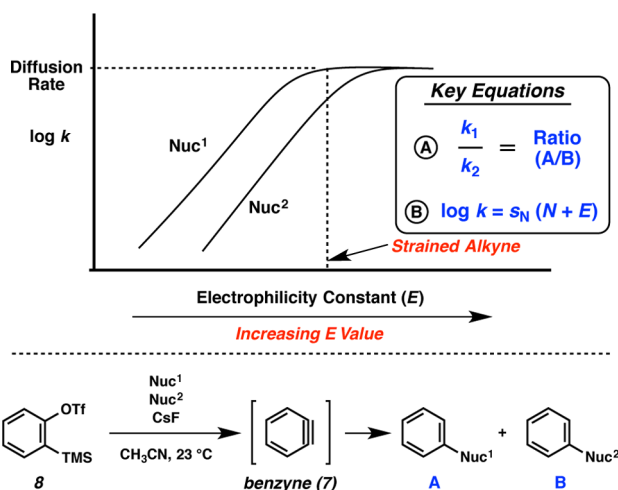 Diffusion
Rate
log k
Nuc¹
Nuc²
Key Equations
A k₁ / k₂ = Ratio (A/B)
B log k = sN (N + E)
Strained Alkyne
Electrophilicity Constant (E)
Increasing E Value
OTf
TMS
8
Nuc¹
Nuc²
CsF
CH₃CN, 23 °C
benzyne (7)
Nuc¹
A
+
Nuc²
B